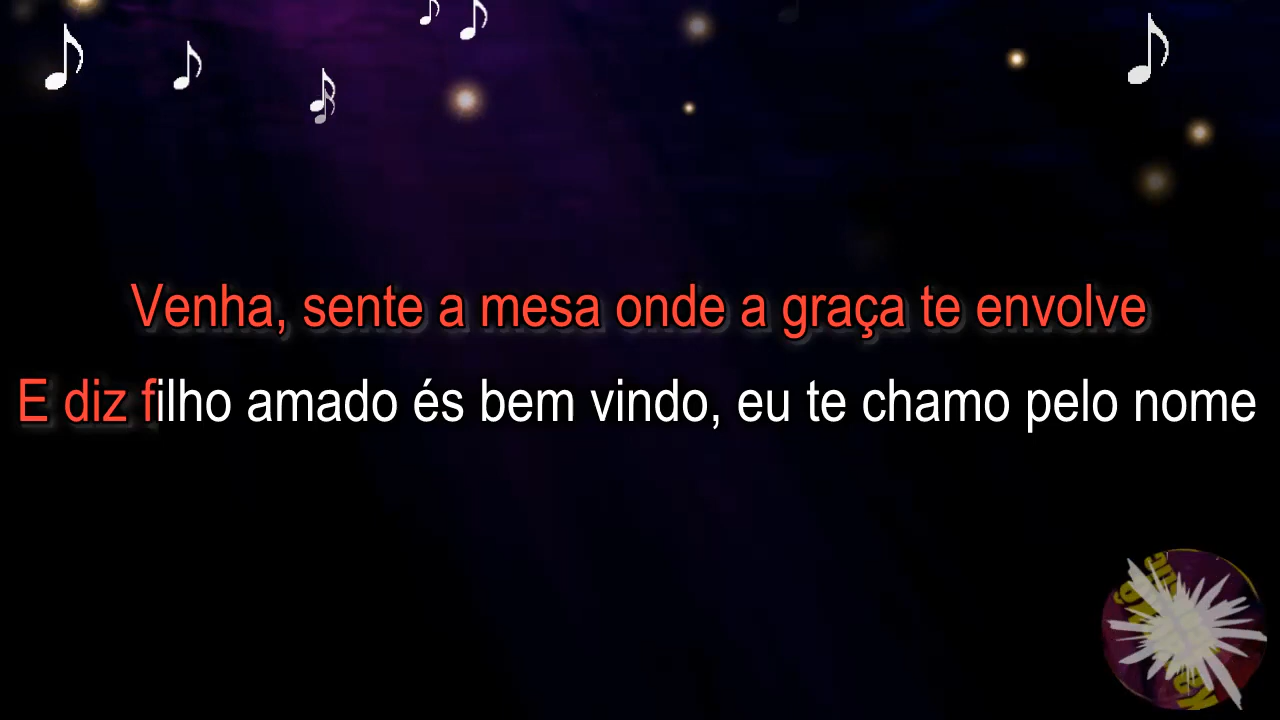 Venha, sente a mesa onde a graça te envolve
E diz filho amado és bem vindo, eu te chamo pelo nome